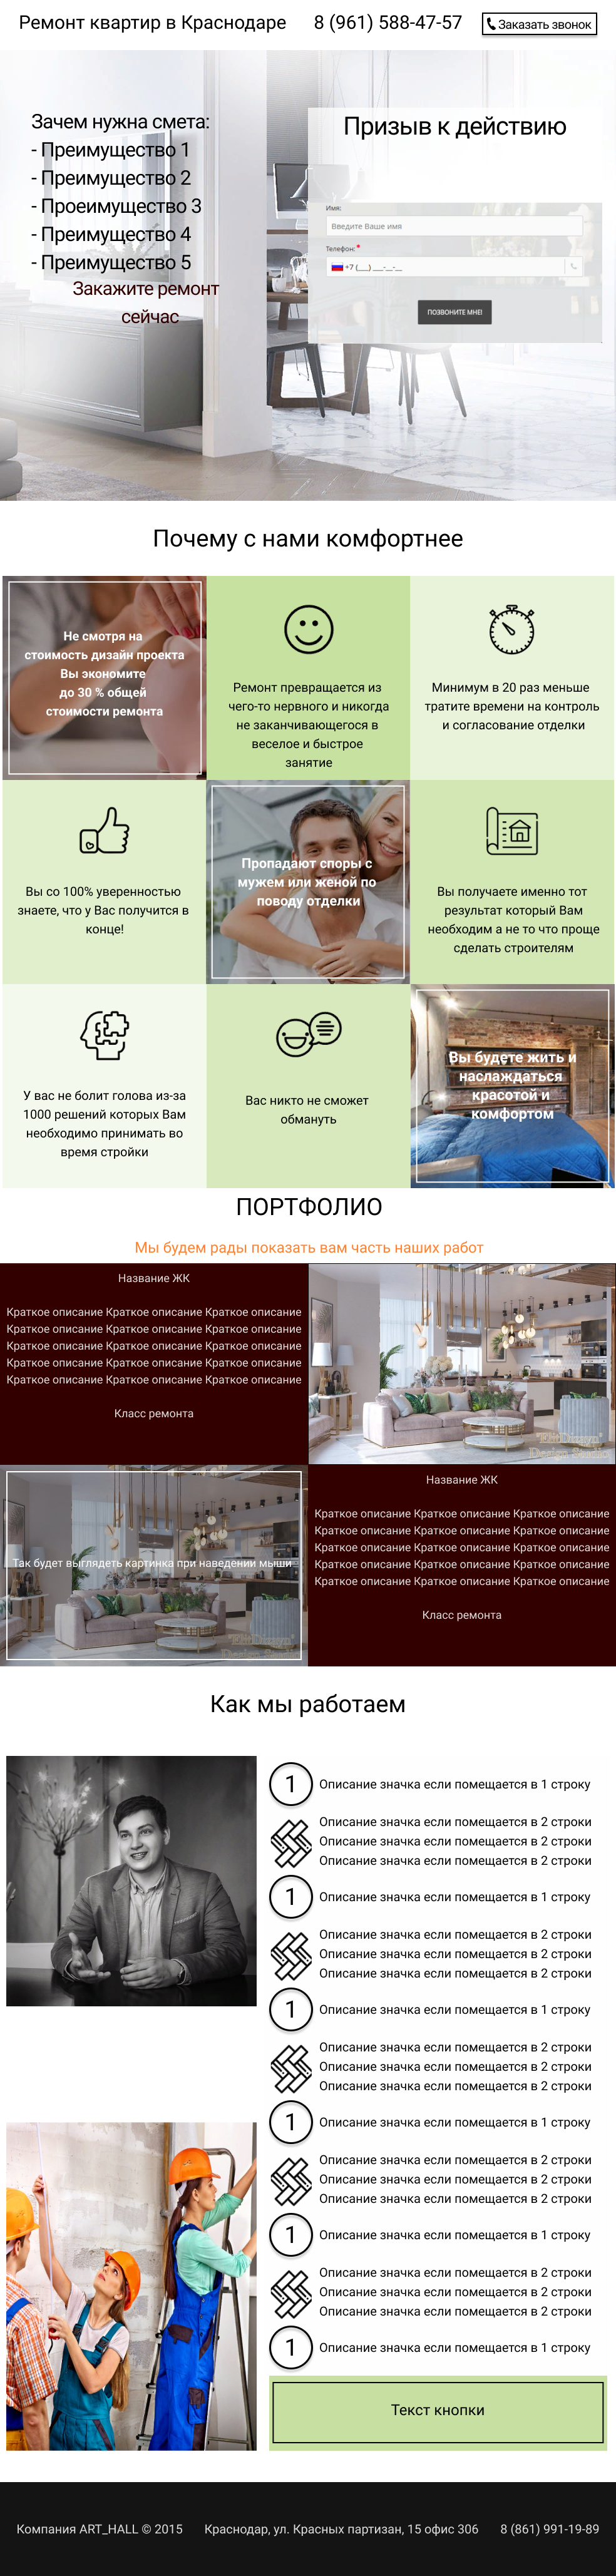 Ремонт квартир в Краснодаре
8 (961) 588-47-57
Заказать звонок
Зачем нужна смета:
- Преимущество 1
- Преимущество 2
- Проеимущество 3
- Преимущество 4
- Преимущество 5
Закажите ремонт
сейчас
Призыв к действию
Имя:
Введите Ваше имя
Телефон: *
+7 (___) ___-__-__
ПОЗВОНИТЕ МНЕ!
Почему с нами комфортнее
Не смотря на
стоимость дизайн проекта
Вы экономите
до 30 % общей
стоимости ремонта
Ремонт превращается из
чего-то нервного и никогда
не заканчивающегося в
веселое и быстрое
занятие
Минимум в 20 раз меньше
тратите времени на контроль
и согласование отделки
Вы со 100% уверенностью
знаете, что у Вас получится в
конце!
Пропадают споры с
мужем или женой по
поводу отделки
Вы получаете именно тот
результат который Вам
необходим а не то что проще
сделать строителям
У вас не болит голова из-за
1000 решений которых Вам
необходимо принимать во
время стройки
Вас никто не сможет
обмануть
Вы будете жить и
наслаждаться
красотой и
комфортом
ПОРТФОЛИО
Мы будем рады показать вам часть наших работ
Название ЖК
Краткое описание Краткое описание Краткое описание
Краткое описание Краткое описание Краткое описание
Краткое описание Краткое описание Краткое описание
Краткое описание Краткое описание Краткое описание
Краткое описание Краткое описание Краткое описание
Класс ремонта
"ElitDizayn"
Design Studio
Так будет выглядеть картинка при наведении мыши
"ElitDizayn"
Design Studio
Название ЖК
Краткое описание Краткое описание Краткое описание
Краткое описание Краткое описание Краткое описание
Краткое описание Краткое описание Краткое описание
Краткое описание Краткое описание Краткое описание
Краткое описание Краткое описание Краткое описание
Класс ремонта
Как мы работаем
1 Описание значка если помещается в 1 строку
Описание значка если помещается в 2 строки
Описание значка если помещается в 2 строки
Описание значка если помещается в 2 строки
1 Описание значка если помещается в 1 строку
Описание значка если помещается в 2 строки
Описание значка если помещается в 2 строки
Описание значка если помещается в 2 строки
1 Описание значка если помещается в 1 строку
Описание значка если помещается в 2 строки
Описание значка если помещается в 2 строки
Описание значка если помещается в 2 строки
1 Описание значка если помещается в 1 строку
Описание значка если помещается в 2 строки
Описание значка если помещается в 2 строки
Описание значка если помещается в 2 строки
1 Описание значка если помещается в 1 строку
Описание значка если помещается в 2 строки
Описание значка если помещается в 2 строки
Описание значка если помещается в 2 строки
1 Описание значка если помещается в 1 строку
Текст кнопки
Компания ART_HALL © 2015
Краснодар, ул. Красных партизан, 15 офис 306
8 (861) 991-19-89